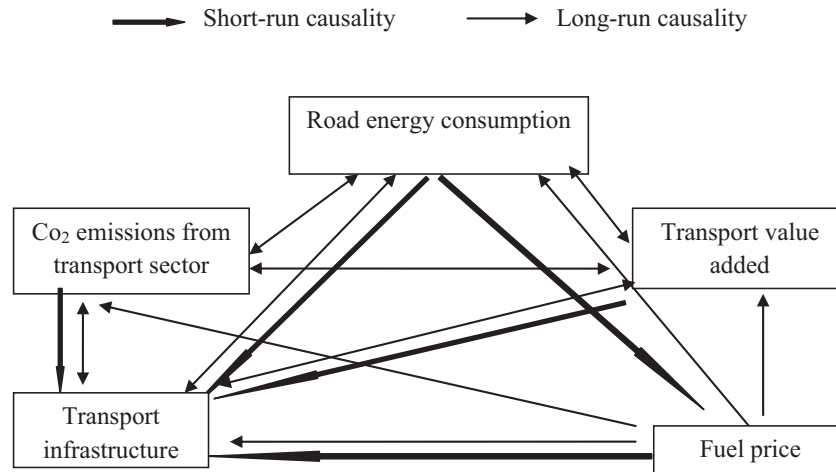 Short-run causality
Long-run causality
Road energy consumption
Co₂ emissions from
transport sector
Transport value
added
Transport
infrastructure
Fuel price